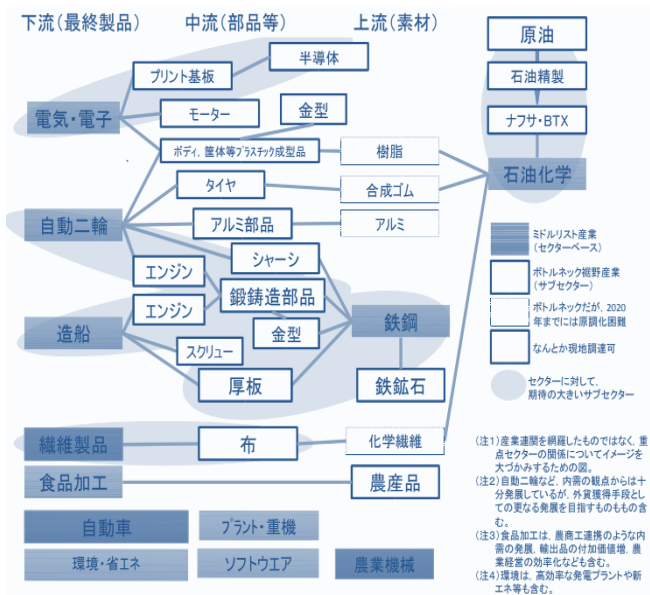 下流（最終製品）
中流（部品等）
上流（素材）
原油
半導体
プリント基板
石油精製
電気・電子
モーター
金型
ナフサ・BTX
ボディ，筐体等プラスチック成型品
樹脂
石油化学
タイヤ
合成ゴム
自動二輪
アルミ部品
アルミ
シャーシ
エンジン
鍛鋳造部品
エンジン
金型
鉄鋼
造船
スクリュー
厚板
鉄鉱石
繊維製品
布
化学繊維
食品加工
農産品
自動車
プラント・重機
環境・省エネ
ソフトウエア
農業機械
ミドルリスト産業
（セクターベース）
ボトルネック裾野産業
（サブセクター）
ボトルネックだが，2020
年までには原調化困難
なんとか現地調達可
セクターに対して，
期待の大きいサブセクター
（注1）産業連関を網羅したものではなく，重
点セクターの関係についてイメージを
大づかみするための図。
（注2）自動二輪など，内需の観点からは十
分発展しているが，外貨獲得手段とし
ての更なる発展を目指すものもの含
む。
（注3）食品加工は，農商工連携のような内
需の発展，輸出品の付加価値増，農
業経営の効率化なども含む。
（注4）環境は，高効率な発電プラントや新
エネ等も含む。